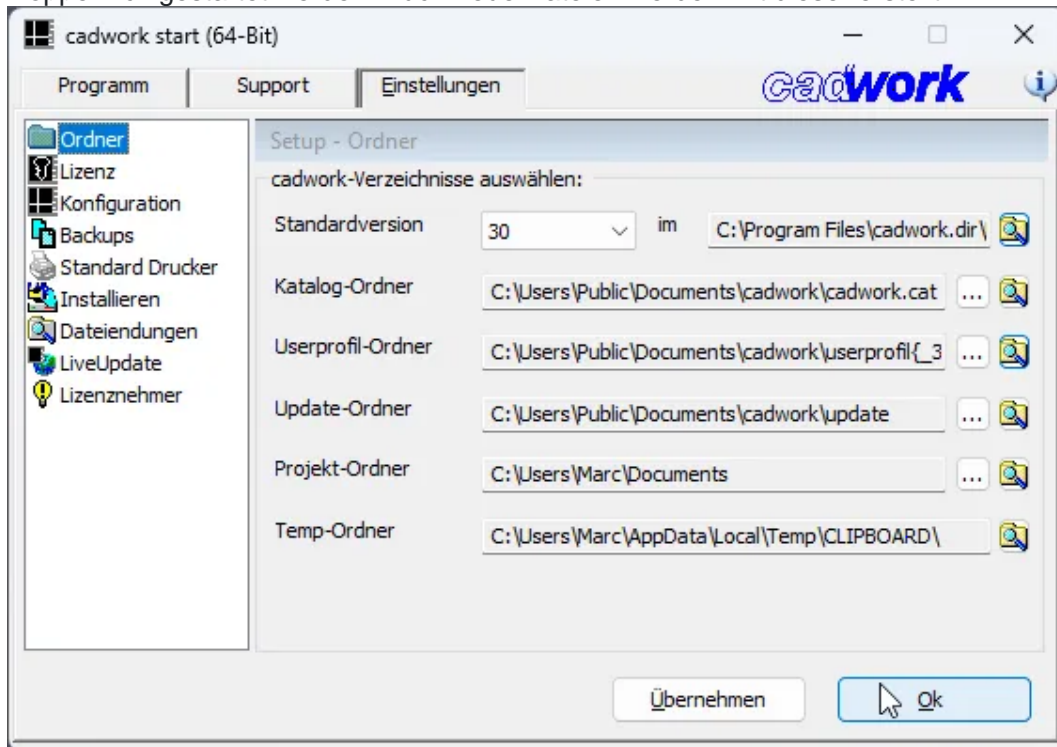 cadwork start (64-Bit)
Programm
Support
Einstellungen
cadwork
Ordner
Lizenz
Konfiguration
Backups
Standard Drucker
Installieren
Dateiendungen
LiveUpdate
Lizenznehmer
Setup - Ordner
cadwork-Verzeichnisse auswählen:
Standardversion 30 im C:\Program Files\cadwork.dir\
Katalog-Ordner C:\Users\Public\Documents\cadwork\cadwork.cat ...
Userprofil-Ordner C:\Users\Public\Documents\cadwork\userprofil{_3 ...
Update-Ordner C:\Users\Public\Documents\cadwork\update ...
Projekt-Ordner C:\Users\Marc\Documents ...
Temp-Ordner C:\Users\Marc\AppData\Local\Temp\CLIPBOARD\
Übernehmen
Ok